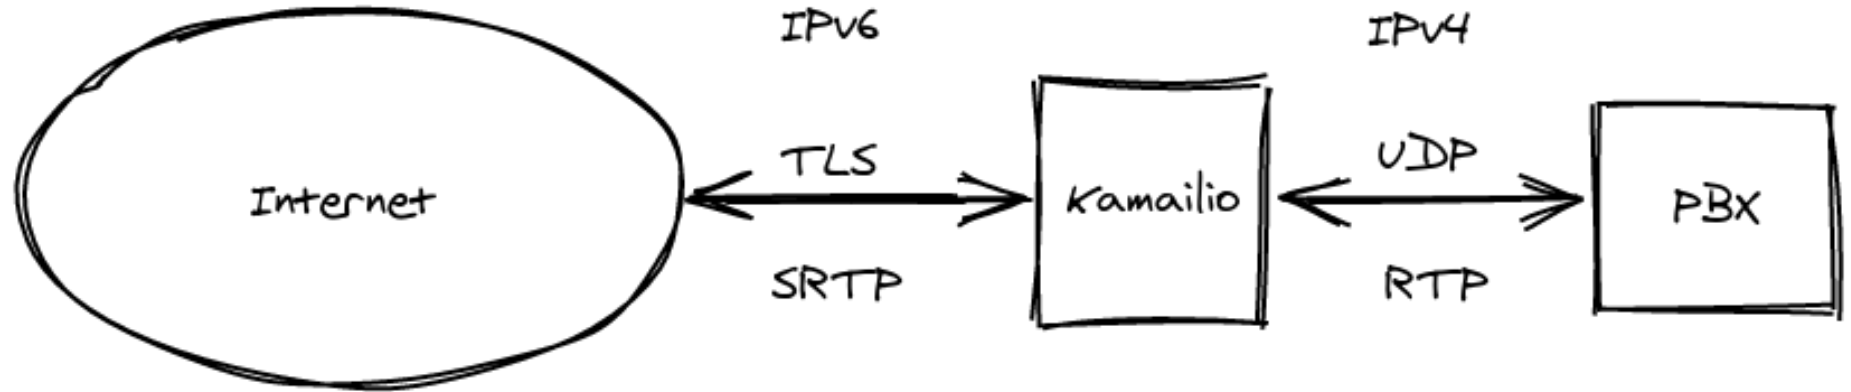 IPv6
IPv4
TLS
UDP
Internet
Kamailio
PBX
SRTP
RTP